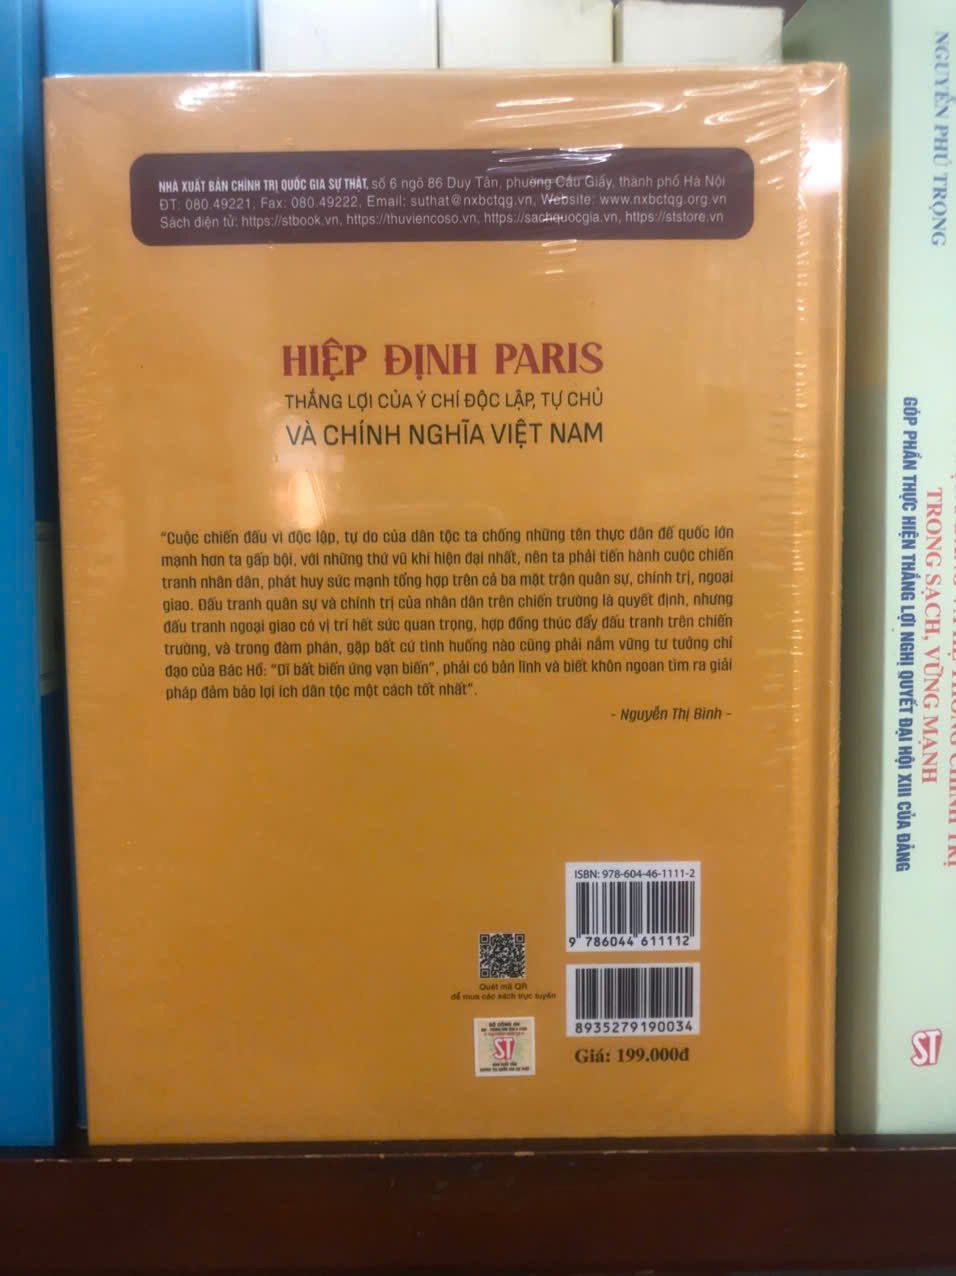 NHÀ XUẤT BẢN CHÍNH TRỊ QUỐC GIA SỰ THẬT, số 6 ngõ 86 Duy Tân, phường Cầu Giấy, thành phố Hà Nội
ĐT: 080.49221, Fax: 080.49222, Email: suthat@nxbctqg.vn, Website: www.nxbctqg.org.vn
Sách điện tử: https://stbook.vn, https://thuviencoso.vn, https://sachquocgia.vn, https://ststore.vn
HIỆP ĐỊNH PARIS
THẮNG LỢI CỦA Ý CHÍ ĐỘC LẬP, TỰ CHỦ
VÀ CHÍNH NGHĨA VIỆT NAM
“Cuộc chiến đấu vì độc lập, tự do của dân tộc ta chống những tên thực dân đế quốc lớn
mạnh hơn ta gấp bội, với những thứ vũ khí hiện đại nhất, nên ta phải tiến hành cuộc chiến
tranh nhân dân, phát huy sức mạnh tổng hợp trên cả ba mặt trận quân sự, chính trị, ngoại
giao. Đấu tranh quân sự và chính trị của nhân dân trên chiến trường là quyết định, nhưng
đấu tranh ngoại giao có vị trí hết sức quan trọng, hợp đồng thúc đẩy đấu tranh trên chiến
trường, và trong đàm phán, gặp bất cứ tình huống nào cũng phải nắm vững tư tưởng chỉ
đạo của Bác Hồ: “Dĩ bất biến ứng vạn biến”, phải có bản lĩnh và biết khôn ngoan tìm ra giải
pháp đảm bảo lợi ích dân tộc một cách tốt nhất”.
- Nguyễn Thị Bình -
ISBN: 978-604-46-1111-2
9 786044 611112
Quét mã QR
để mua các sách trực tuyến
8935279190034
Giá: 199.000đ
BỘ CÔNG AN
ST
NGUYỄN PHÚ TRỌNG
TRONG SẠCH, VỮNG MẠNH
GÓP PHẦN THỰC HIỆN THẮNG LỢI NGHỊ QUYẾT ĐẠI HỘI XIII CỦA ĐẢNG
ST